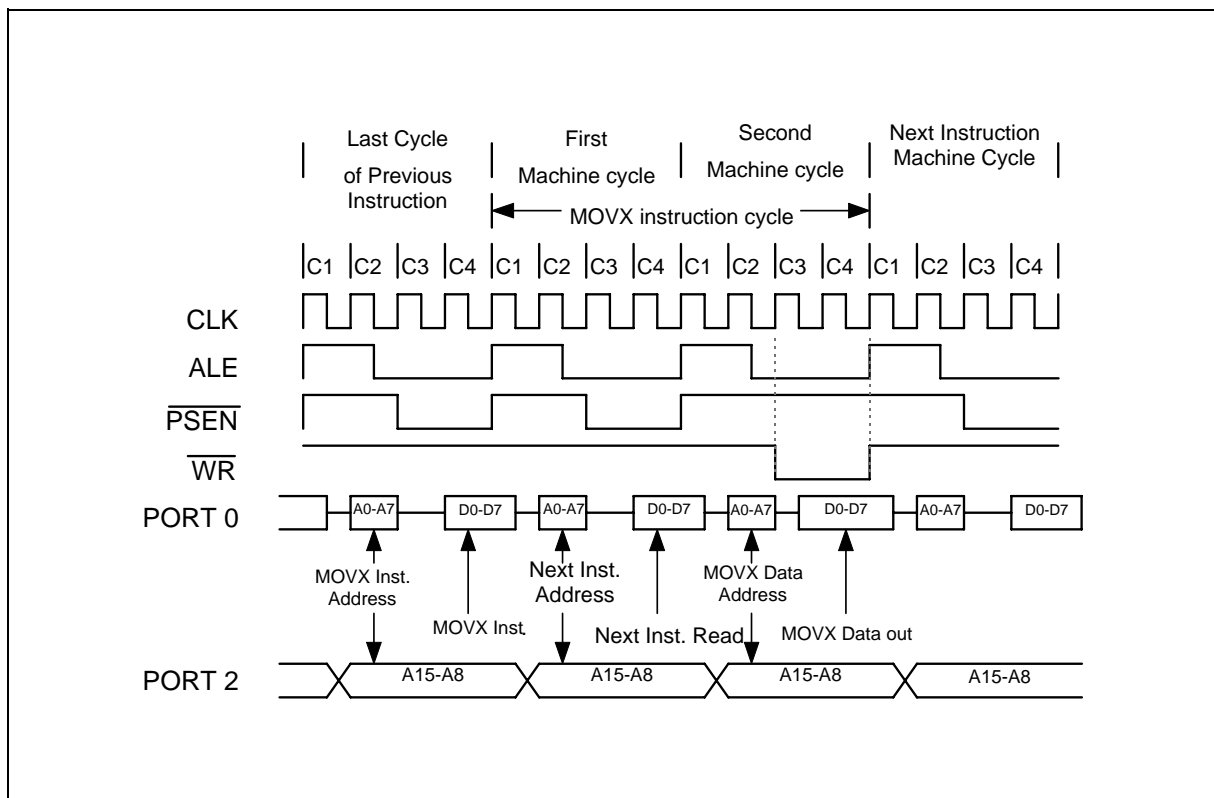 Last Cycle
of Previous
Instruction
First
Machine cycle
Second
Machine cycle
Next Instruction
Machine Cycle
MOVX instruction cycle
C1 C2 C3 C4 C1 C2 C3 C4 C1 C2 C3 C4 C1 C2 C3 C4
CLK
ALE
PSEN
WR
PORT 0
A0-A7 D0-D7 A0-A7 D0-D7 A0-A7 D0-D7 A0-A7 D0-D7
MOVX Inst.
Address
MOVX Inst.
Next Inst.
Address
Next Inst. Read
MOVX Data
Address
MOVX Data out
PORT 2
A15-A8 A15-A8 A15-A8 A15-A8